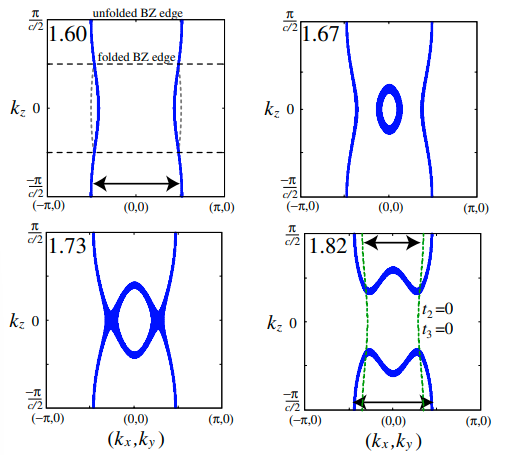 π
c/2
unfolded BZ edge
1.60
folded BZ edge
k_z 0
−π
c/2
(−π,0) (0,0) (π,0)
π
c/2
1.67
k_z 0
−π
c/2
(−π,0) (0,0) (π,0)
π
c/2
1.73
k_z 0
−π
c/2
(−π,0) (0,0) (π,0)
(k_x,k_y)
π
c/2
1.82
k_z 0
t_2=0
t_3=0
−π
c/2
(−π,0) (0,0) (π,0)
(k_x,k_y)